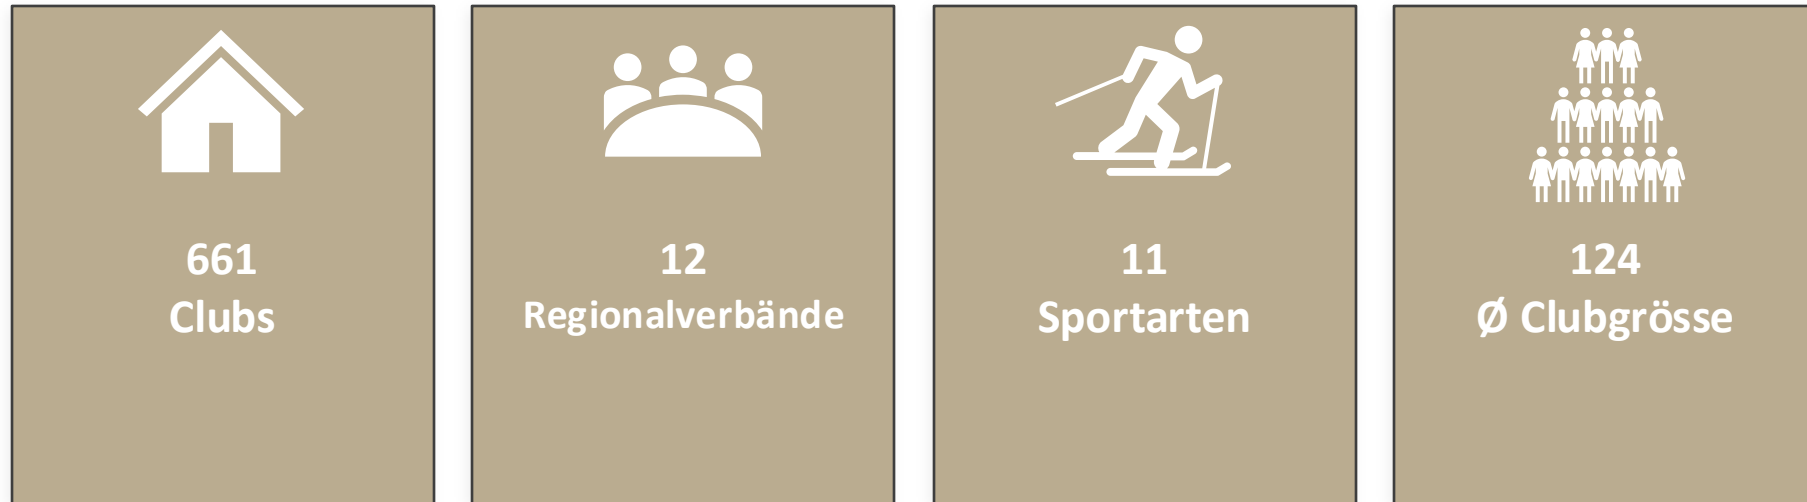 661
Clubs
12
Regionalverbände
11
Sportarten
124
Ø Clubgrösse